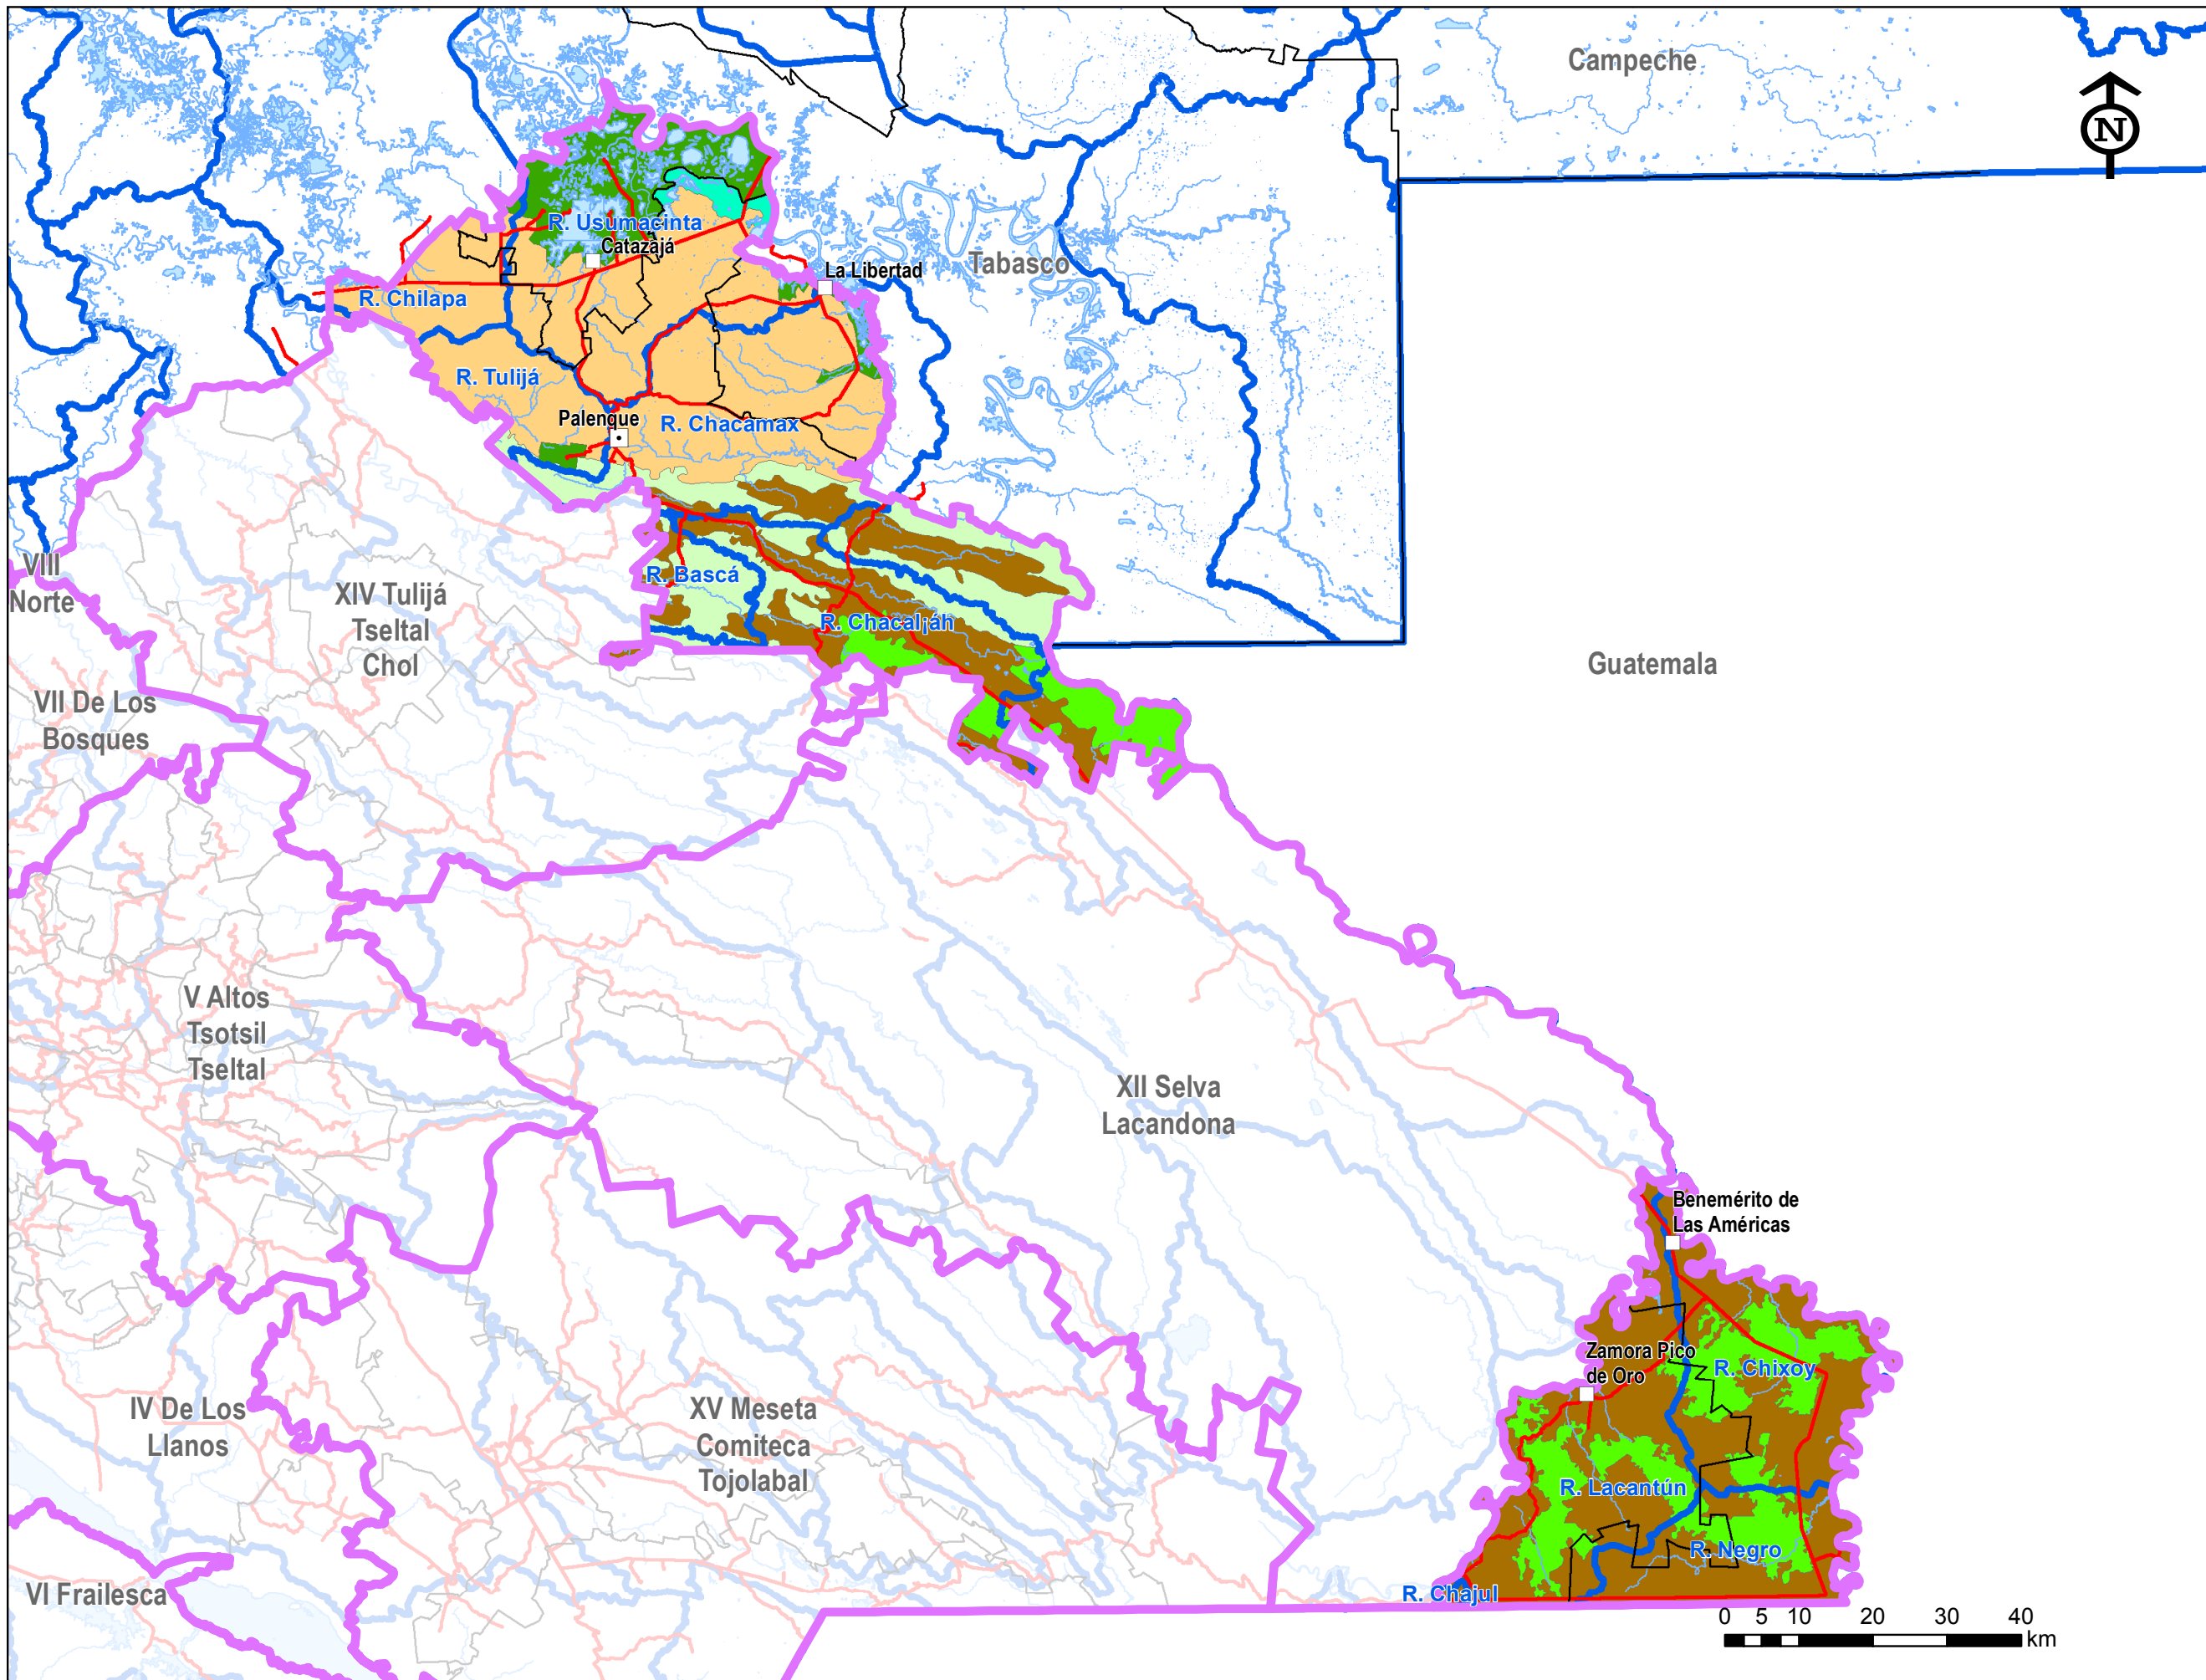 Campeche
N
R. Usumacinta
Catazajá
Tabasco
La Libertad
R. Chilapa
R. Tulijá
Palenque
R. Chacamax
VIII
Norte
R. Bascá
XIV Tulijá
Tseltal
Chol
R. Chacaljáh
Guatemala
VII De Los
Bosques
V Altos
Tsotsil
Tseltal
XII Selva
Lacandona
Benemérito de
Las Américas
Zamora Pico
de Oro
R. Chixoy
IV De Los
Llanos
XV Meseta
Comiteca
Tojolabal
R. Lacantún
R. Negro
VI Frailesca
R. Chajul
0 5 10 20 30 40
km